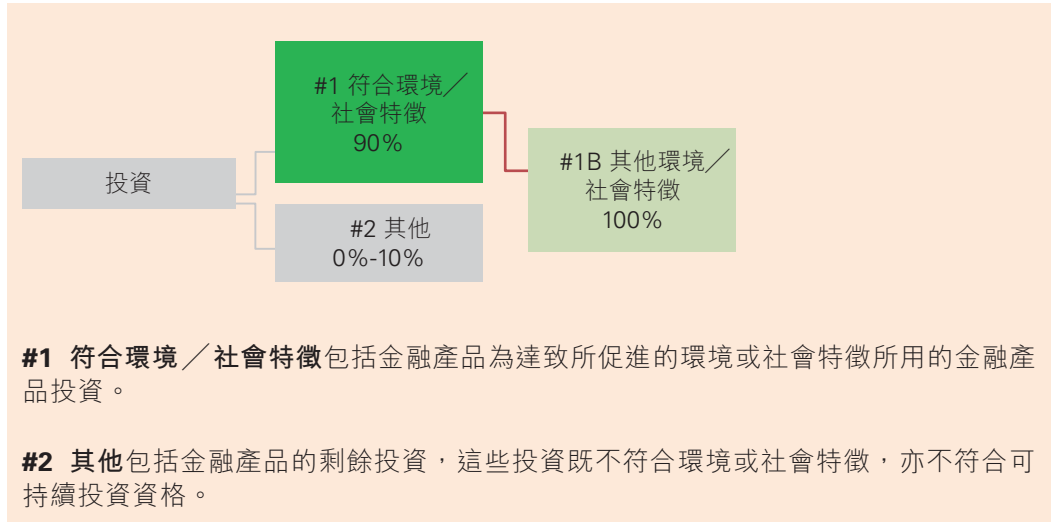 #1 符合環境／
社會特徵
90%
投資
#1B 其他環境／
社會特徵
100%
#2 其他
0%-10%
#1 符合環境／社會特徵包括金融產品為達致所促進的環境或社會特徵所用的金融產
品投資。
#2 其他包括金融產品的剩餘投資，這些投資既不符合環境或社會特徵，亦不符合可
持續投資資格。